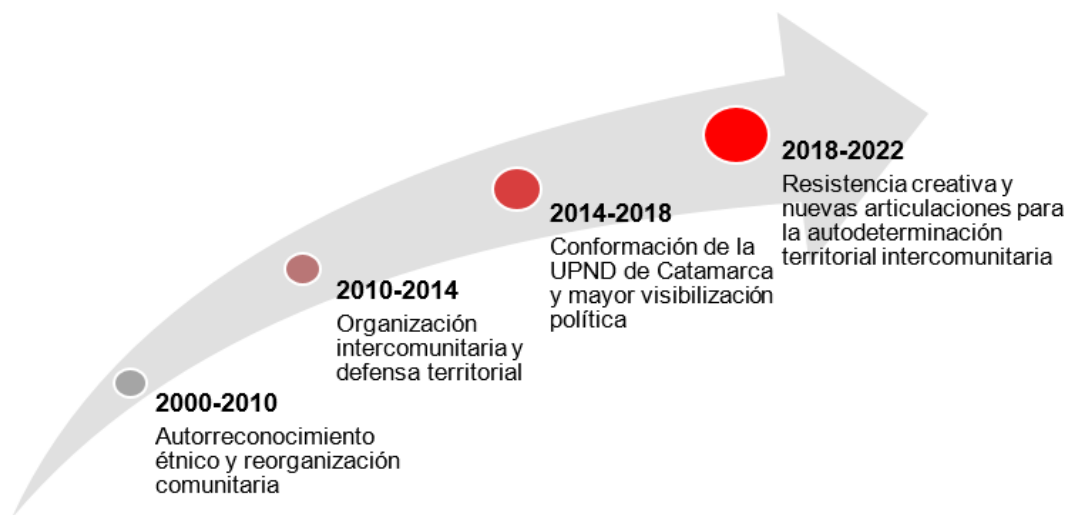 2000-2010
Autorreconocimiento
étnico y reorganización
comunitaria
2010-2014
Organización
intercomunitaria y
defensa territorial
2014-2018
Conformación de la
UPND de Catamarca
y mayor visibilización
política
2018-2022
Resistencia creativa y
nuevas articulaciones para
la autodeterminación
territorial intercomunitaria